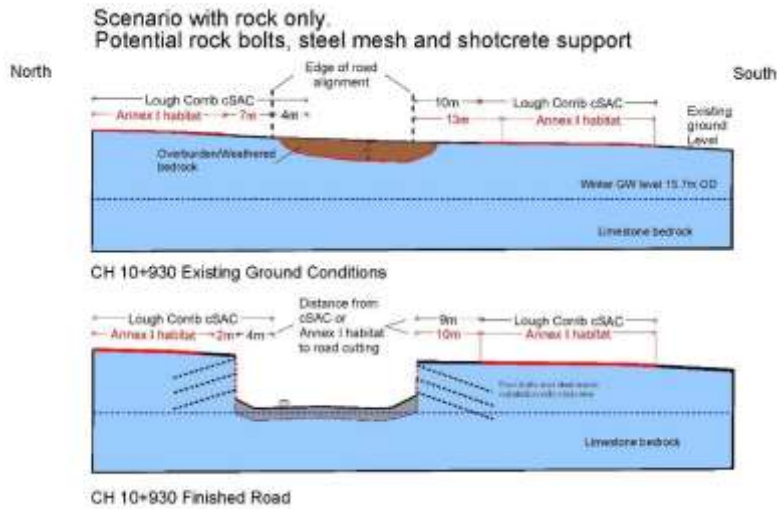 Scenario with rock only.
Potential rock bolts, steel mesh and shotcrete support
North
South
Edge of road
alignment
Lough Corrib cSAC
10m
Lough Corrib cSAC
Annex I habitat
7m
4m
13m
Annex I habitat
Existing
ground
Level
Overburden/Weathered
bedrock
Winter GW level 15.7m OD
Limestone bedrock
CH 10+930 Existing Ground Conditions
Lough Corrib cSAC
Distance from
cSAC or
Annex I habitat
to road cutting
9m
Lough Corrib cSAC
Annex I habitat
2m
4m
10m
Annex I habitat
Limestone bedrock
CH 10+930 Finished Road